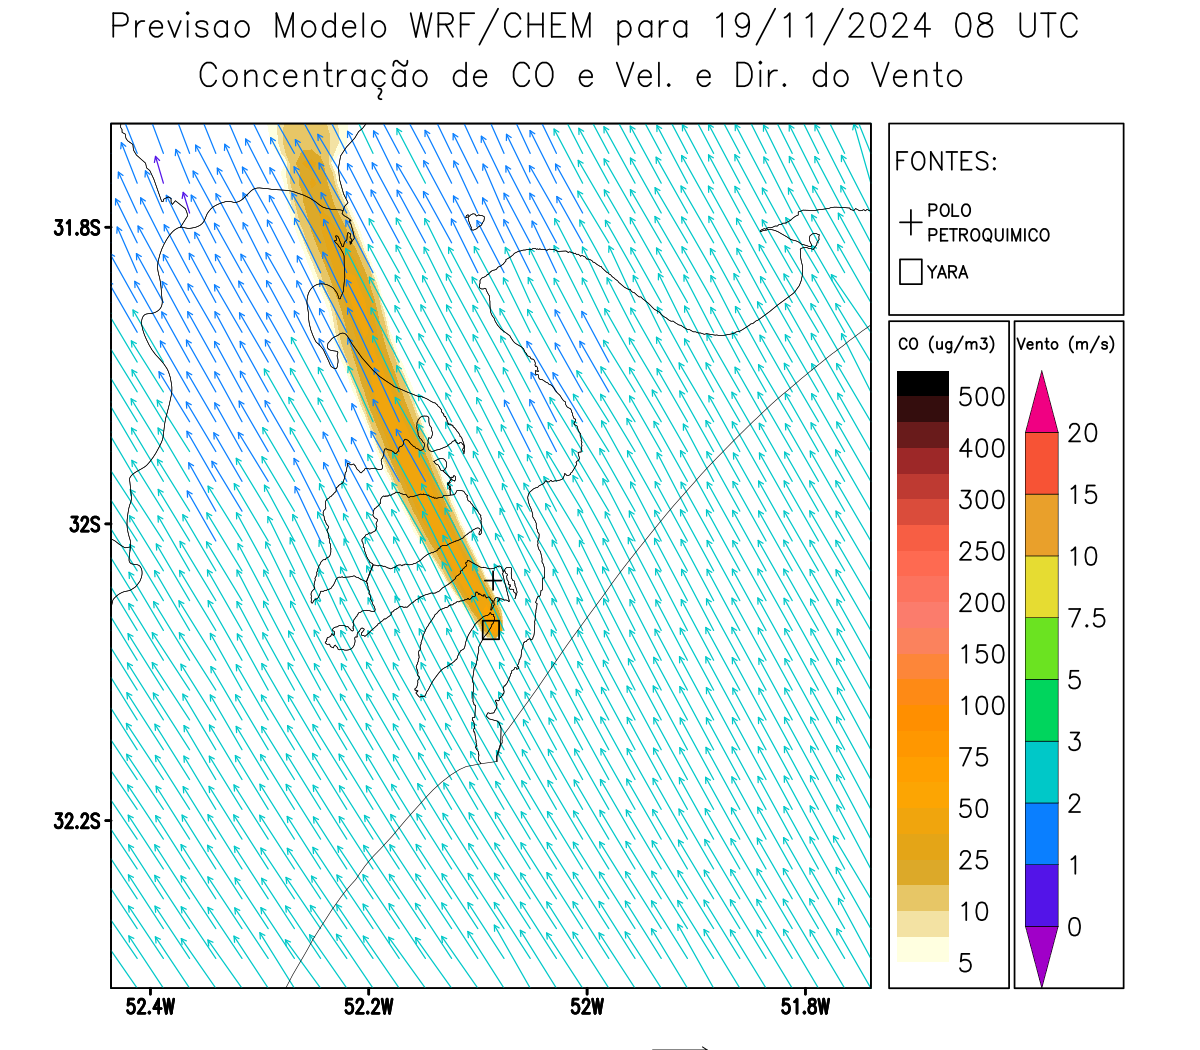 Previsao Modelo WRF/CHEM para 19/11/2024 08 UTC
Concentração de CO e Vel. e Dir. do Vento
FONTES:
POLO
PETROQUIMICO
YARA
CO (ug/m3)
500
400
300
250
200
150
100
75
50
25
10
5
Vento (m/s)
20
15
10
7.5
5
3
2
1
0
31.8S
32S
32.2S
52.4W
52.2W
52W
51.8W